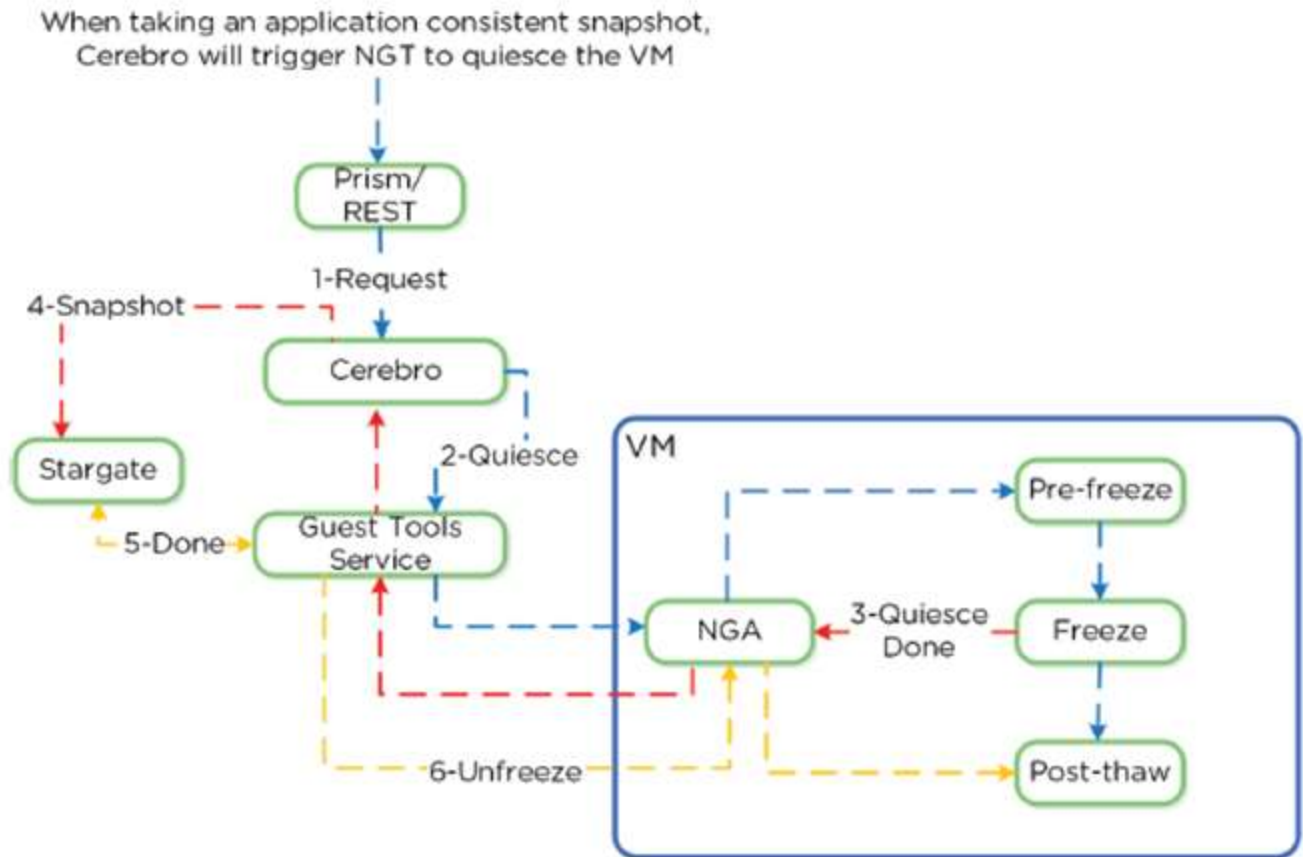 When taking an application consistent snapshot,
Cerebro will trigger NGT to quiesce the VM
Prism/
REST
1-Request
4-Snapshot
Cerebro
Stargate
2-Quiesce
VM
Pre-freeze
5-Done
Guest Tools
Service
NGA
3-Quiesce
Done
Freeze
6-Unfreeze
Post-thaw